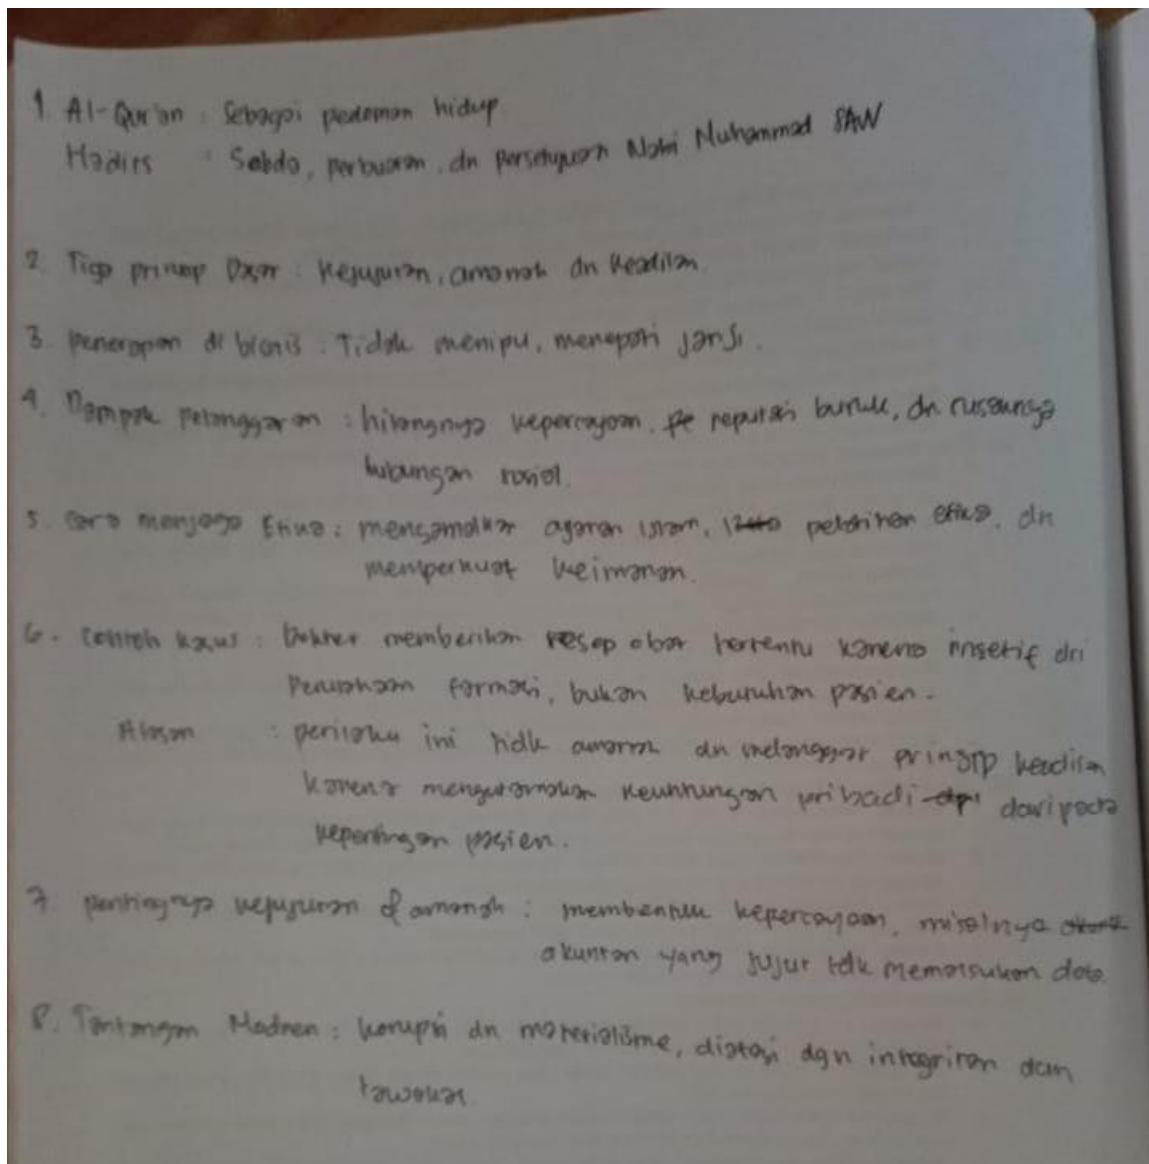 1. Al-Qur'an : Sebagai pedoman hidup.
Hadits : Sabda, perbuatan, dn persetujuan Nabi Muhammad SAW
2. Tiga prinsip Dasar : Kejujuran, amanah dn keadilan.
3. penerapan di bisnis : Tidak menipu, menepati janji.
4. Dampak pelanggaran : hilangnya kepercayaan, reputasi buruk, dn rusaknya
hubungan sosial.
5. Cara menjaga Etika : mengamalkan ajaran islam, pelatihan etika, dn
memperkuat keimanan.
6. Contoh kasus : Dokter memberikan resep obat tertentu karena insetif dri
Perusahaan farmasi, bukan kebutuhan pasien.
Alasan : perilaku ini tidk amanah dn melanggar prinsip keadilan
karena mengutamakan keuntungan pribadi daripada
kepentingan pasien.
7. pentingnya kejujuran & amanah : membentuk kepercayaan, misalnya
akuntan yang jujur tdk memalsukan data.
8. Tantangan Modren : korupsi dn materialisme, diatasi dgn integritas dan
tawakal